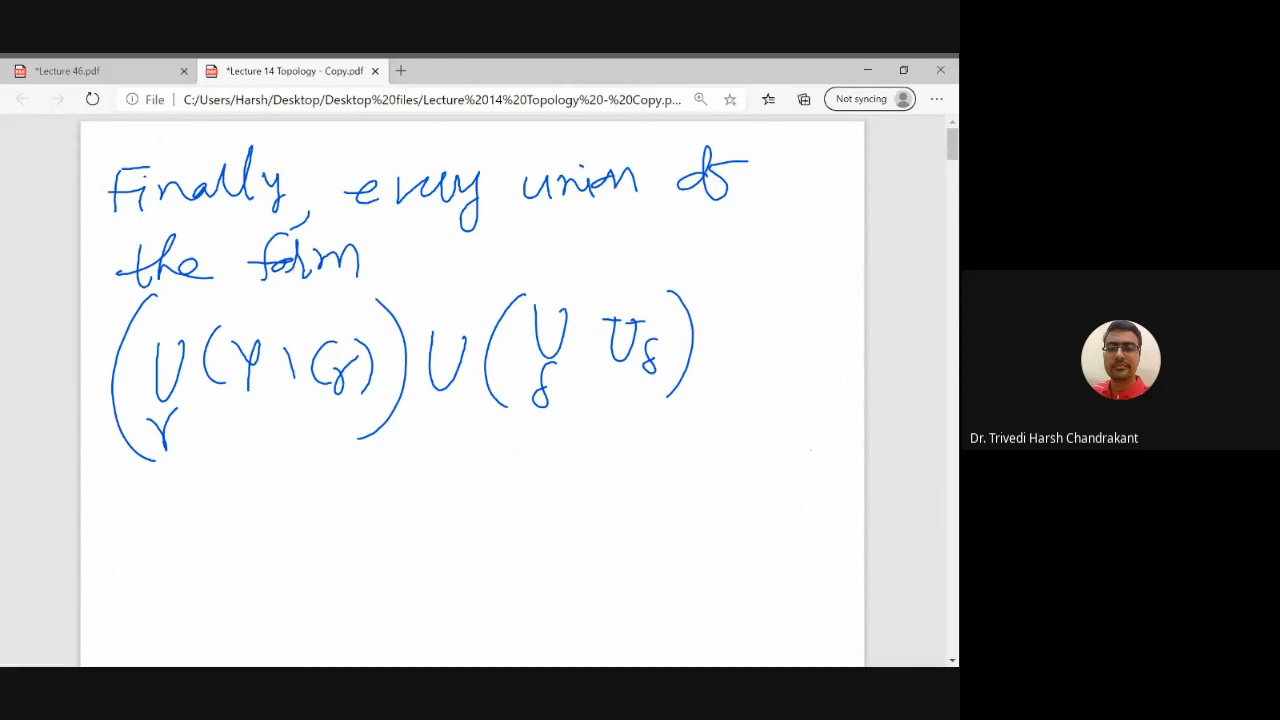 *Lecture 46.pdf
*Lecture 14 Topology - Copy.pdf
File C:/Users/Harsh/Desktop/Desktop%20files/Lecture%2014%20Topology%20-%20Copy.p...
Not syncing
Finally, every union of
the form
(⋃_γ (Y \ C_γ)) ∪ (⋃_δ U_δ)
Dr. Trivedi Harsh Chandrakant